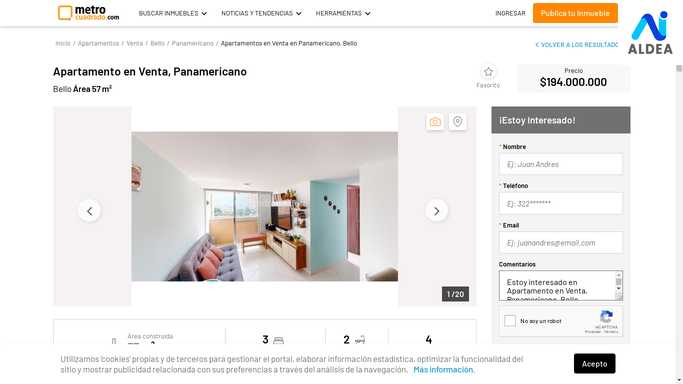 metro
cuadrado.com
BUSCAR INMUEBLES
NOTICIAS Y TENDENCIAS
HERRAMIENTAS
INGRESAR
Publica tu Inmueble
AI
ALDEA
Inicio / Apartamentos / Venta / Bello / Panamericano / Apartamentos en Venta en Panamericano, Bello
VOLVER A LOS RESULTADO
Apartamento en Venta, Panamericano
Bello Área 57 m²
Favorito
Precio
$194.000.000
1 / 20
¡Estoy Interesado!
* Nombre
Ej: Juan Andres
* Teléfono
Ej: 322*******
* Email
Ej: juanandres@email.com
Comentarios
Estoy interesado en
Apartamento en Venta,
Panamericano, Bello
No soy un robot
reCAPTCHA
Privacidad - Términos
Área construida
3
2
4
Utilizamos 'cookies' propias y de terceros para gestionar el portal, elaborar información estadística, optimizar la funcionalidad del
sitio y mostrar publicidad relacionada con sus preferencias a través del análisis de la navegación. Más información.
Acepto